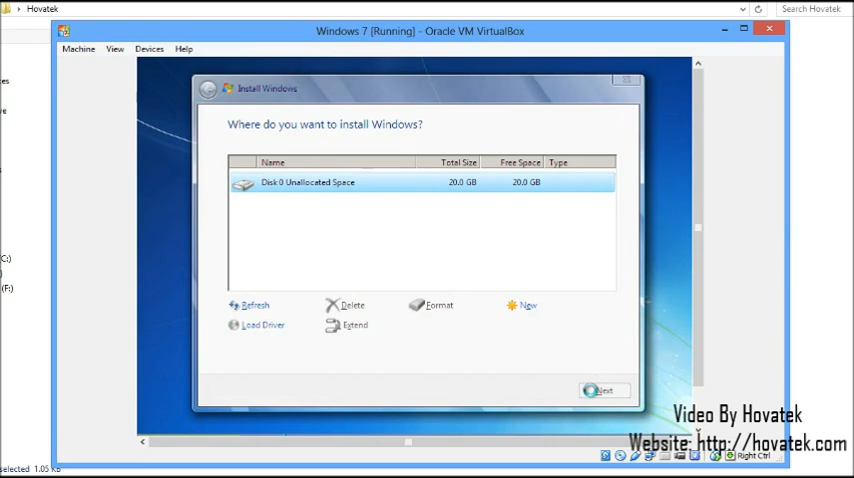 Hovatek
Search Hovatek
Windows 7 [Running] - Oracle VM VirtualBox
Machine View Devices Help
Install Windows
Where do you want to install Windows?
Name Total Size Free Space Type
Disk 0 Unallocated Space 20.0 GB 20.0 GB
Refresh Delete Format New
Load Driver Extend
Next
(C:)
(F:)
Video By Hovatek
Website: http://hovatek.com
Right Ctrl
selected 1.05 KB